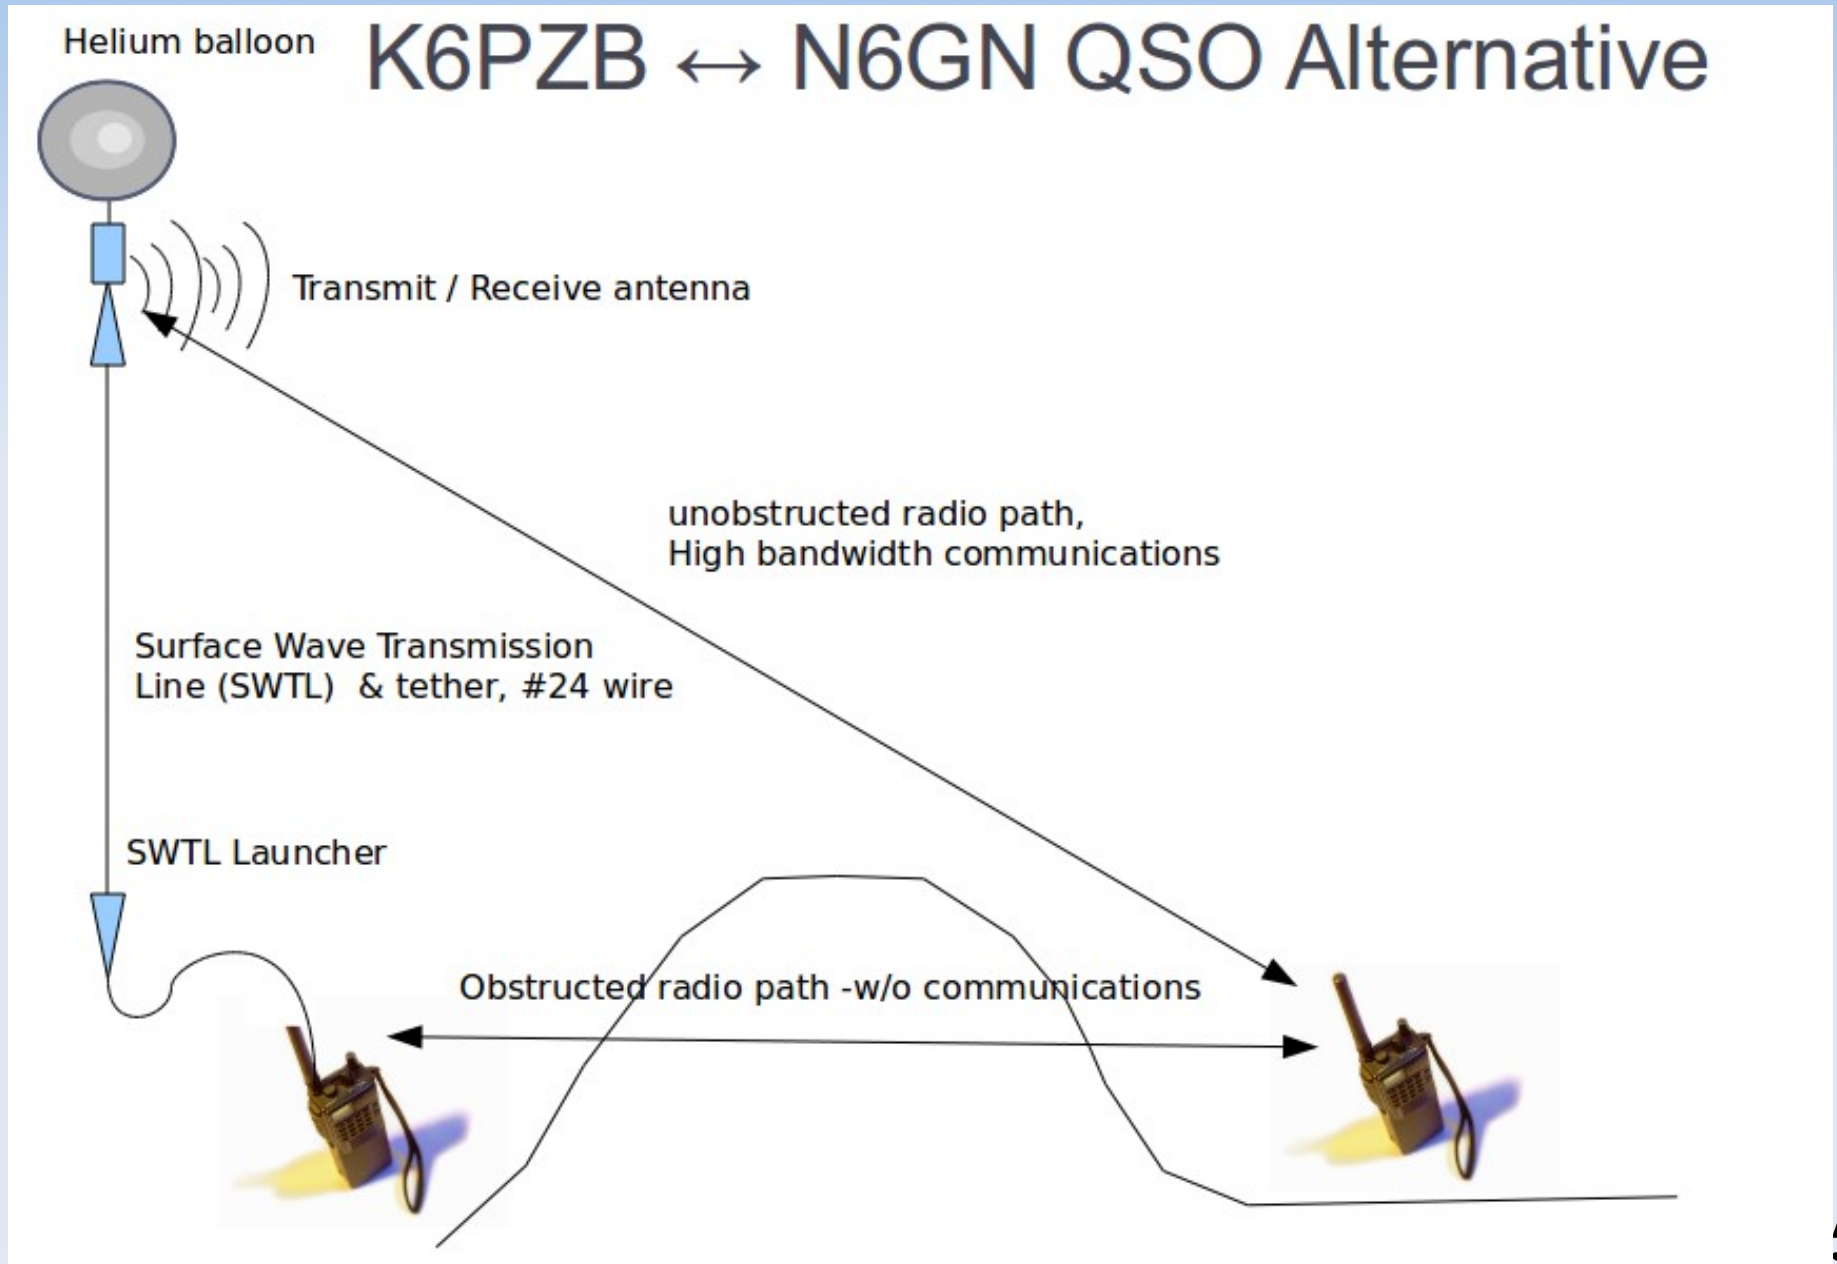 Helium balloon
K6PZB ↔ N6GN QSO Alternative
Transmit / Receive antenna
unobstructed radio path,
High bandwidth communications
Surface Wave Transmission
Line (SWTL) & tether, #24 wire
SWTL Launcher
Obstructed radio path -w/o communications